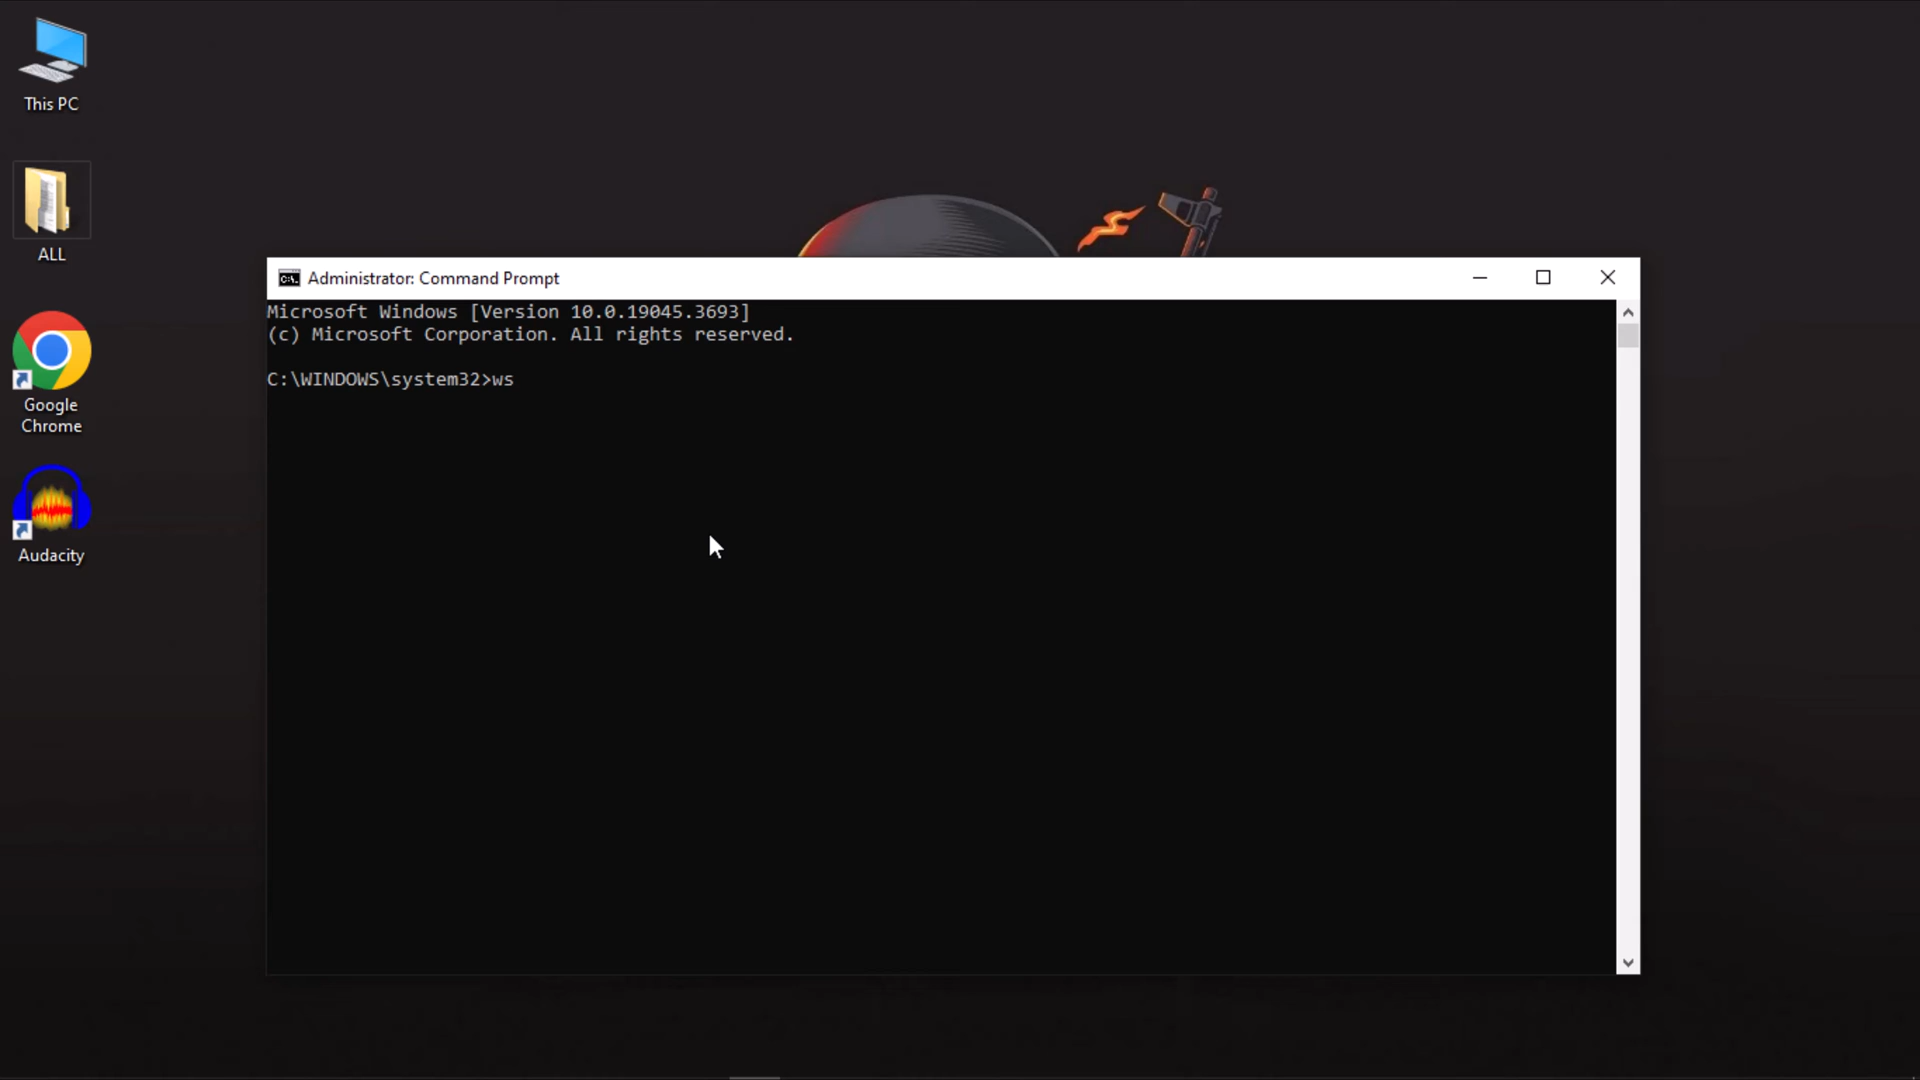 This PC
ALL
Google
Chrome
Audacity
Administrator: Command Prompt
Microsoft Windows [Version 10.0.19045.3693]
(c) Microsoft Corporation. All rights reserved.
C:\WINDOWS\system32>ws